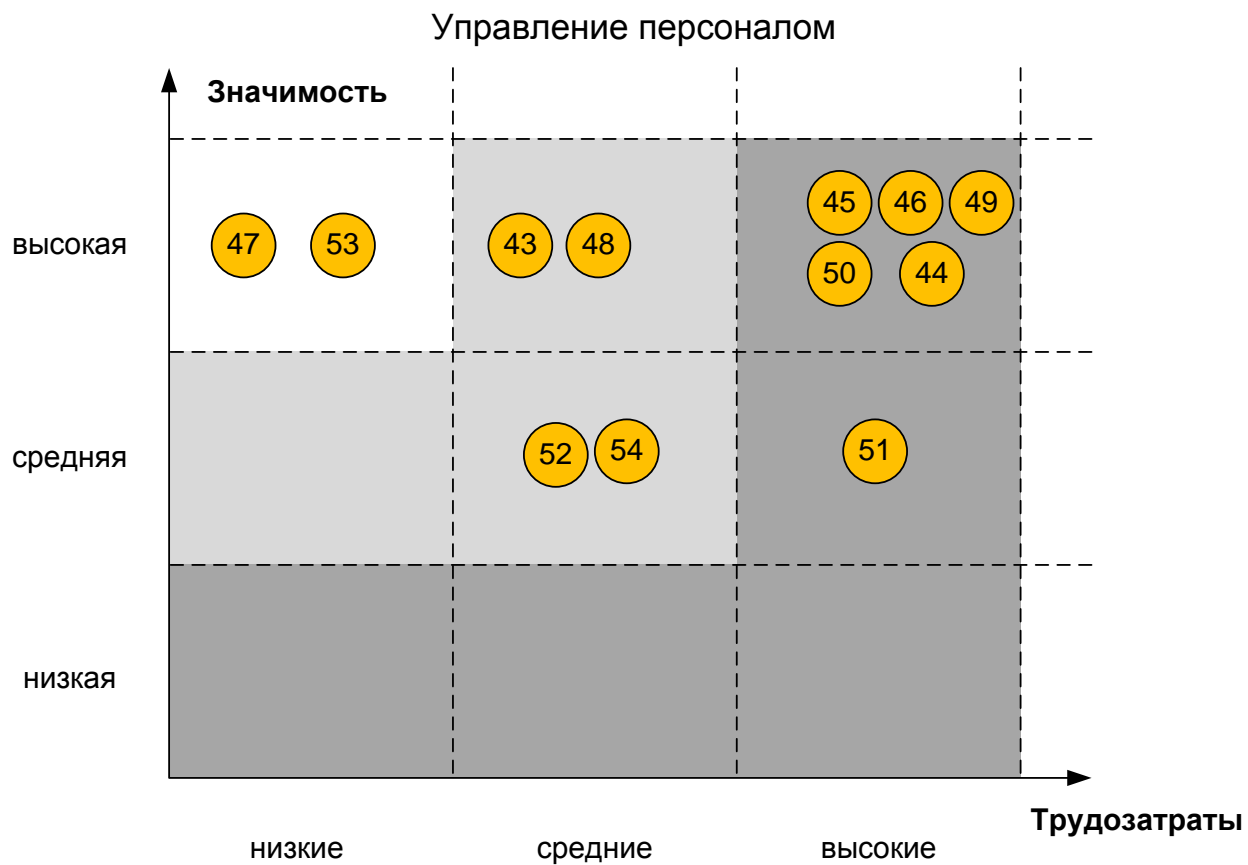 Управление персоналом
Значимость
45 46 49
высокая 47 53 43 48
50 44
средняя 52 54 51
низкая
Трудозатраты
низкие средние высокие